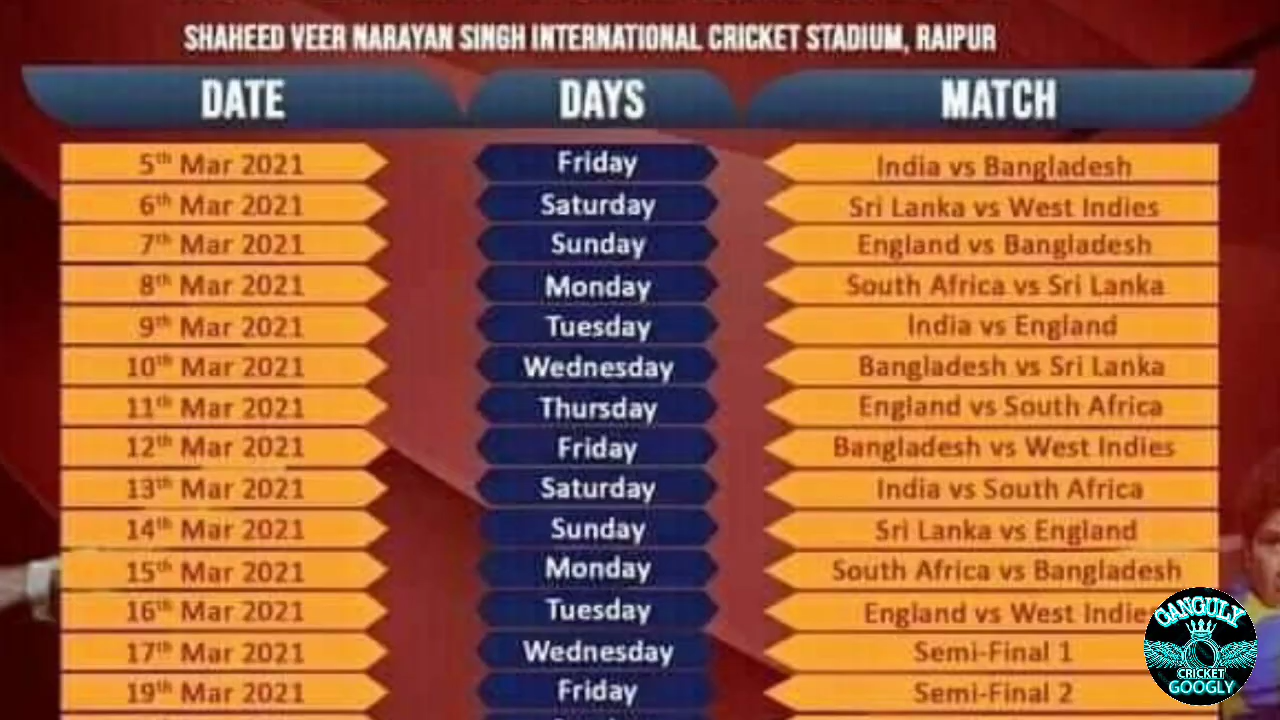 SHAHEED VEER NARAYAN SINGH INTERNATIONAL CRICKET STADIUM, RAIPUR
DATE DAYS MATCH
5th Mar 2021 Friday India vs Bangladesh
6th Mar 2021 Saturday Sri Lanka vs West Indies
7th Mar 2021 Sunday England vs Bangladesh
8th Mar 2021 Monday South Africa vs Sri Lanka
9th Mar 2021 Tuesday India vs England
10th Mar 2021 Wednesday Bangladesh vs Sri Lanka
11th Mar 2021 Thursday England vs South Africa
12th Mar 2021 Friday Bangladesh vs West Indies
13th Mar 2021 Saturday India vs South Africa
14th Mar 2021 Sunday Sri Lanka vs England
15th Mar 2021 Monday South Africa vs Bangladesh
16th Mar 2021 Tuesday England vs West Indie
17th Mar 2021 Wednesday Semi-Final 1
19th Mar 2021 Friday Semi-Final 2
GANGULY
CRICKET
GOOGLY